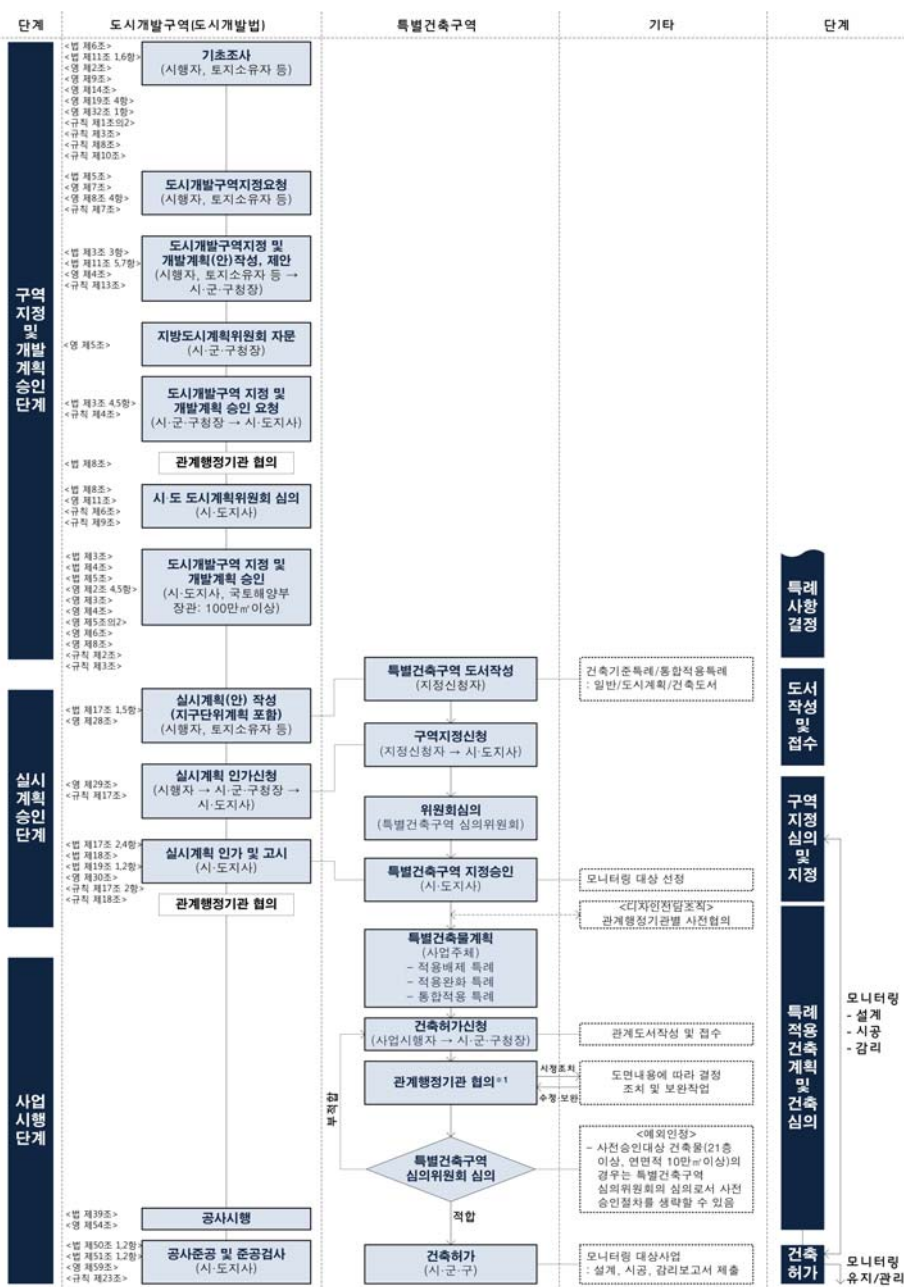 단계
도시개발구역(도시개발법)
특별건축구역
기타
단계
구역
지정
및
개발
계획
승인
단계
<법 제6조>
<법 제11조 1,6항>
<영 제2조>
<영 제9조>
<영 제14조>
<영 제19조 4항>
<영 제32조 1항>
<규칙 제1조의2>
<규칙 제3조>
<규칙 제8조>
<규칙 제10조>
기초조사
(시행자, 토지소유자 등)
<법 제5조>
<영 제7조>
<영 제8조 4항>
<규칙 제7조>
도시개발구역지정요청
(시행자, 토지소유자 등)
<법 제3조 3항>
<법 제11조 5,7항>
<영 제4조>
<규칙 제13조>
도시개발구역지정 및
개발계획(안)작성, 제안
(시행자, 토지소유자 등 →
시·군·구청장)
<영 제5조>
지방도시계획위원회 자문
(시·군·구청장)
<법 제3조 4,5항>
<규칙 제4조>
도시개발구역 지정 및
개발계획 승인 요청
(시·군·구청장 → 시·도지사)
<법 제8조>
관계행정기관 협의
<법 제8조>
<영 제11조>
<규칙 제6조>
<규칙 제9조>
시·도 도시계획위원회 심의
(시·도지사)
<법 제3조>
<법 제4조>
<법 제5조>
<영 제2조 4,5항>
<영 제3조>
<영 제4조>
<영 제5조의2>
<영 제6조>
<영 제8조>
<규칙 제2조>
<규칙 제3조>
도시개발구역 지정 및
개발계획 승인
(시·도지사, 국토해양부
장관: 100만㎡이상)
실시
계획
승인
단계
<법 제17조 1,5항>
<영 제28조>
실시계획(안) 작성
(지구단위계획 포함)
(시행자, 토지소유자 등)
<영 제29조>
<규칙 제17조>
실시계획 인가신청
(시행자 → 시·군·구청장 →
시·도지사)
<법 제17조 2,4항>
<법 제18조>
<법 제19조 1,2항>
<영 제30조>
<규칙 제17조 2항>
<규칙 제18조>
실시계획 인가 및 고시
(시·도지사)
관계행정기관 협의
사업
시행
단계
<법 제39조>
<영 제54조>
공사시행
<법 제50조 1,2항>
<법 제51조 1,2항>
<영 제59조>
<규칙 제23조>
공사준공 및 준공검사
(시·도지사)
특별건축구역 도서작성
(지정신청자)
구역지정신청
(지정신청자 → 시·도지사)
위원회심의
(특별건축구역 심의위원회)
특별건축구역 지정승인
(시·도지사)
특별건축물계획
(사업주체)
- 적용배제 특례
- 적용완화 특례
- 통합적용 특례
건축허가신청
(사업시행자 → 시·군·구청장)
관계행정기관 협의※1
시정조치
수정·보완
부적합
특별건축구역
심의위원회 심의
적합
건축허가
(시·군·구)
건축기준특례/통합적용특례
: 일반/도시계획/건축도서
모니터링 대상 선정
<디자인전담조직>
관계행정기관별 사전협의
관계도서작성 및 접수
도면내용에 따라 결정
조치 및 보완작업
<예외인정>
- 사전승인대상 건축물(21층
이상, 연면적 10만㎡이상)의
경우는 특별건축구역
심의위원회의 심의로서 사전
승인절차를 생략할 수 있음
모니터링 대상사업
: 설계, 시공, 감리보고서 제출
특례
사항
결정
도서
작성
및
접수
구역
지정
심의
및
지정
특례
적용
건축
계획
및
건축
심의
건축
허가
모니터링
- 설계
- 시공
- 감리
모니터링
유지/관리